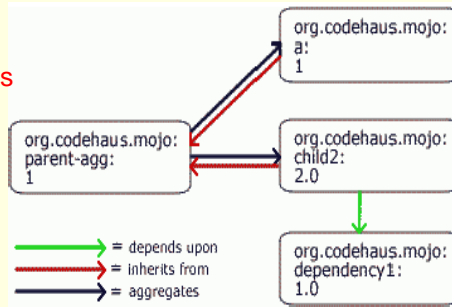 org.codehaus.mojo:
a:
1
s
org.codehaus.mojo:
parent-agg:
1
org.codehaus.mojo:
child2:
2.0
org.codehaus.mojo:
dependency1:
1.0
= depends upon
= inherits from
= aggregates